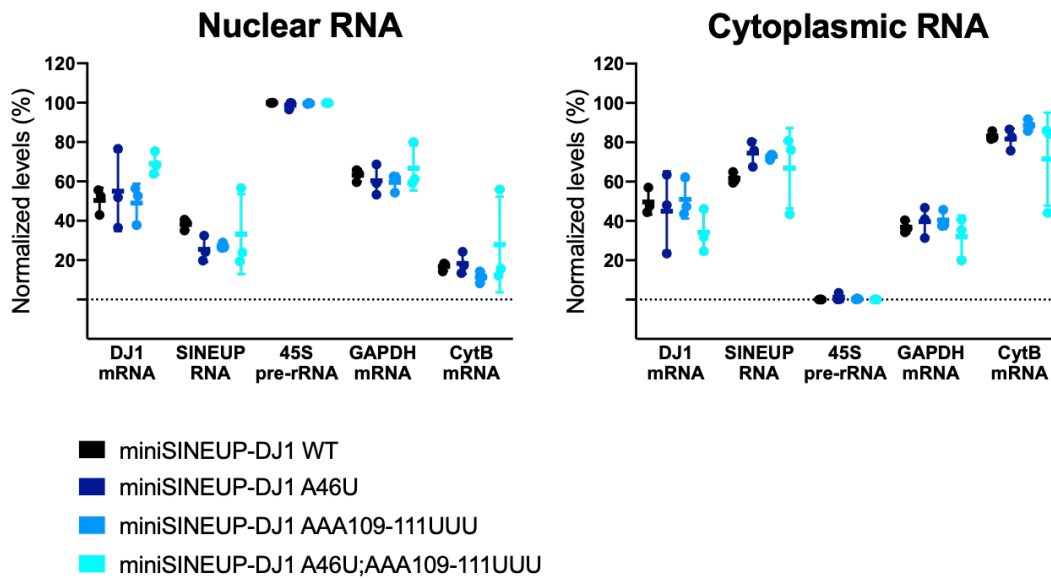 Nuclear RNA
Normalized levels (%)
120
100
80
60
40
20
DJ1
mRNA
SINEUP
RNA
45S
pre-rRNA
GAPDH
mRNA
CytB
mRNA
Cytoplasmic RNA
Normalized levels (%)
120
100
80
60
40
20
DJ1
mRNA
SINEUP
RNA
45S
pre-rRNA
GAPDH
mRNA
CytB
mRNA
miniSINEUP-DJ1 WT
miniSINEUP-DJ1 A46U
miniSINEUP-DJ1 AAA109-111UUU
miniSINEUP-DJ1 A46U;AAA109-111UUU